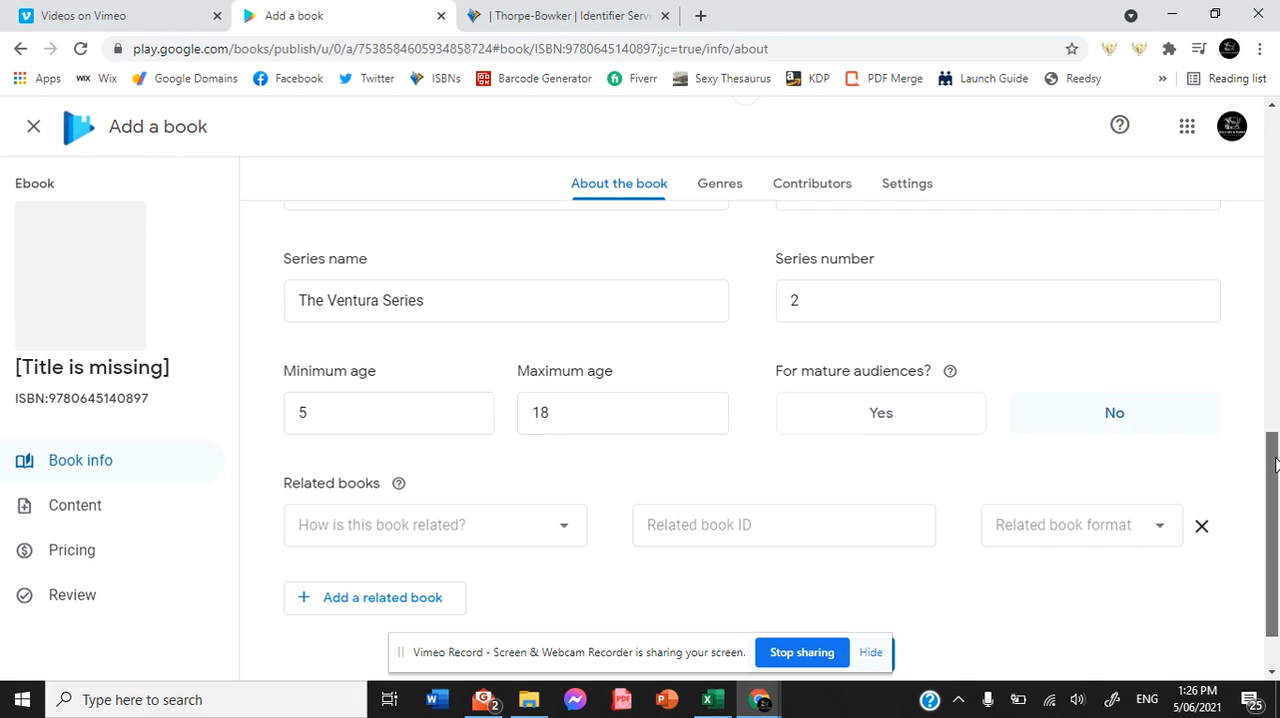 Videos on Vimeo
Add a book
| Thorpe-Bowker | Identifier Serv
play.google.com/books/publish/u/0/a/7538584605934858724#book/ISBN:9780645140897;jc=true/info/about
Apps Wix Google Domains Facebook Twitter ISBNs Barcode Generator Fiverr Sexy Thesaurus KDP PDF Merge Launch Guide Reedsy » Reading list
Add a book
Ebook
About the book Genres Contributors Settings
Series name Series number
The Ventura Series 2
[Title is missing]
ISBN:9780645140897
Minimum age Maximum age For mature audiences?
5 18 Yes No
Book info
Content
Pricing
Review
Related books
How is this book related? Related book ID Related book format
+ Add a related book
Vimeo Record - Screen & Webcam Recorder is sharing your screen. Stop sharing Hide
Type here to search
2
ENG
1:26 PM
5/06/2021
25